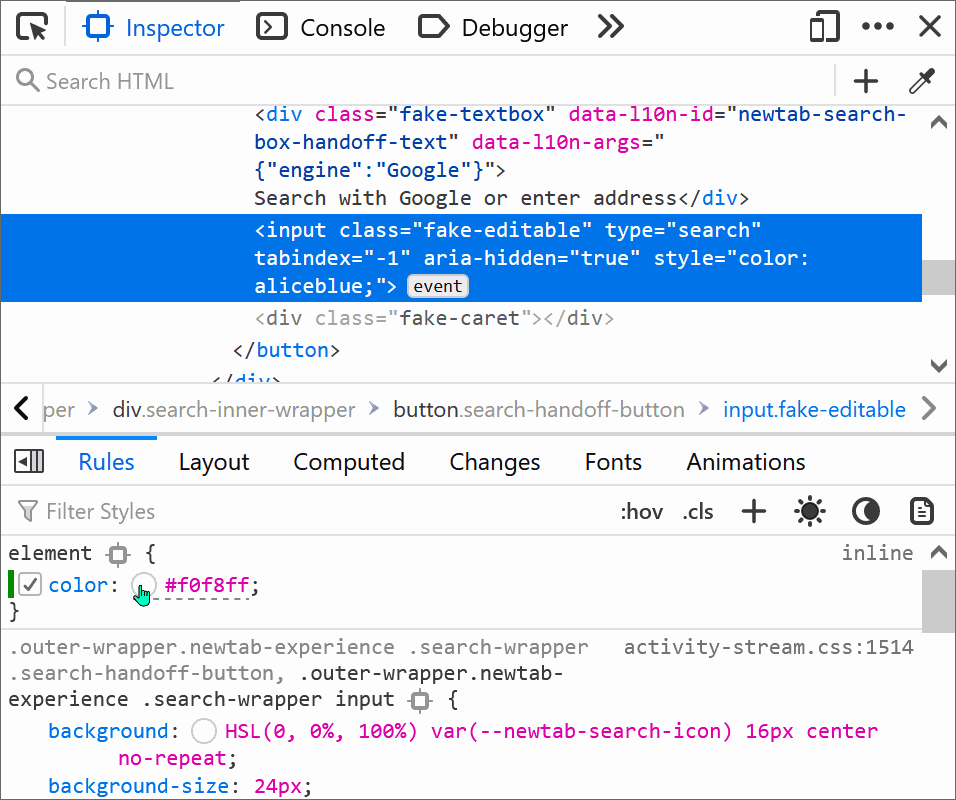 Inspector Console Debugger
Search HTML
<div class="fake-textbox" data-l10n-id="newtab-search-
box-handoff-text" data-l10n-args="
{"engine":"Google"}">
Search with Google or enter address</div>
<input class="fake-editable" type="search"
tabindex="-1" aria-hidden="true" style="color:
aliceblue;"> event
<div class="fake-caret"></div>
</button>
</div>
per div.search-inner-wrapper button.search-handoff-button input.fake-editable
Rules Layout Computed Changes Fonts Animations
Filter Styles :hov .cls
element { inline
color: #f0f8ff;
}
.outer-wrapper.newtab-experience .search-wrapper activity-stream.css:1514
.search-handoff-button, .outer-wrapper.newtab-
experience .search-wrapper input {
background: HSL(0, 0%, 100%) var(--newtab-search-icon) 16px center
no-repeat;
background-size: 24px;